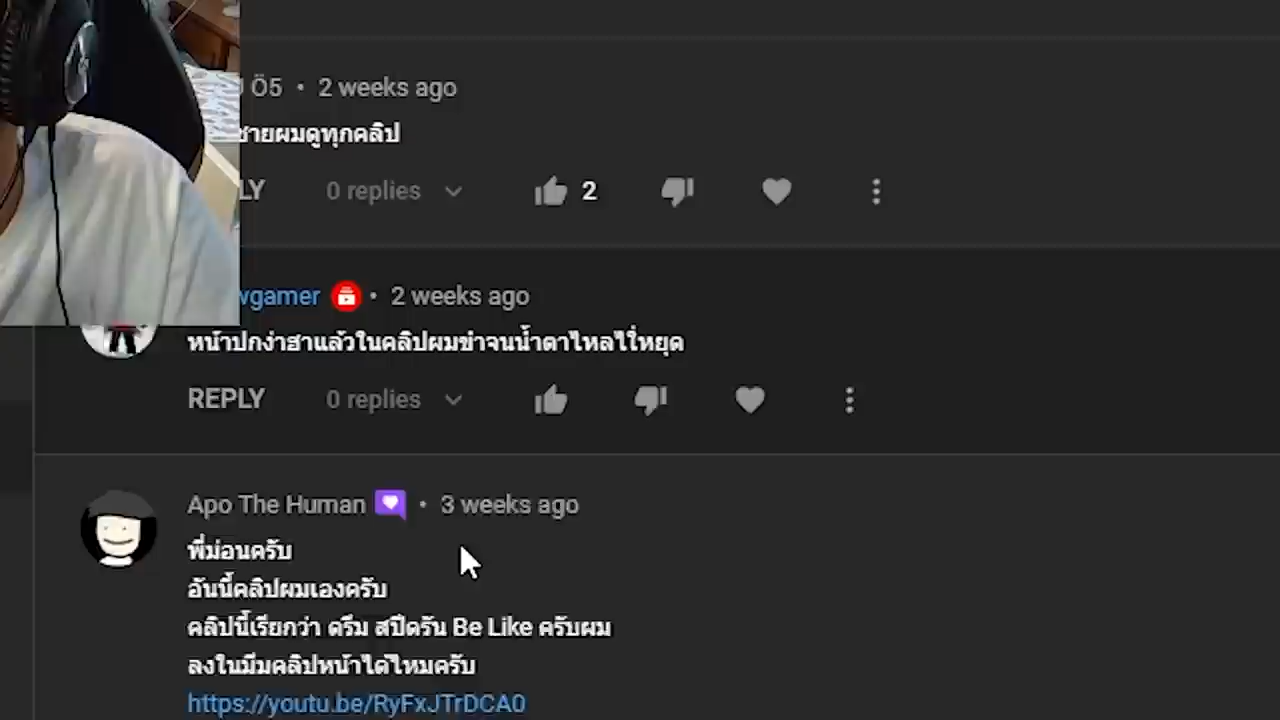 Ö5 • 2 weeks ago
ชายผมดูทุกคลิป
0 replies 2
wgamer • 2 weeks ago
หน้าปกง่าฮาแล้วในคลิปผมขำจนน้ำตาไหลไ่ใหยุด
REPLY 0 replies
Apo The Human • 3 weeks ago
พี่ม่อนครับ
อันนี้คลิปผมเองครับ
คลิปนี้เรียกว่า ดรีม สปีดรัน Be Like ครับผม
ลงในมีมคลิปหน้าได้ไหมครับ
https://youtu.be/RyFxJTrDCA0